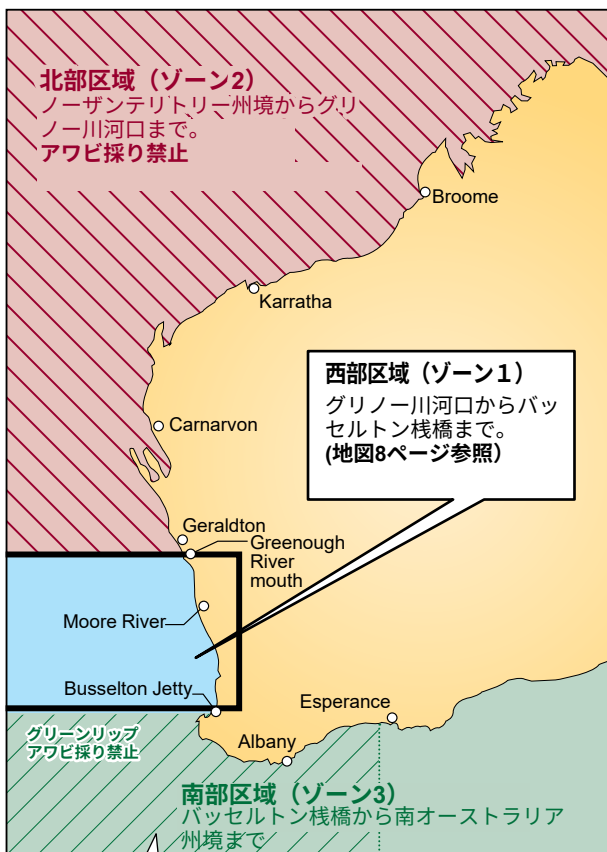 北部区域（ゾーン2）
ノーザンテリトリー州境からグリ
ノー川河口まで。
アワビ採り禁止
Broome
Karratha
西部区域（ゾーン１）
グリノー川河口からバッ
セルトン桟橋まで。
(地図8ページ参照）
Carnarvon
Geraldton
Greenough
River
mouth
Moore River
Busselton Jetty
Esperance
グリーンリップ
アワビ採り禁止
Albany
南部区域（ゾーン3）
バッセルトン桟橋から南オーストラリア
州境まで